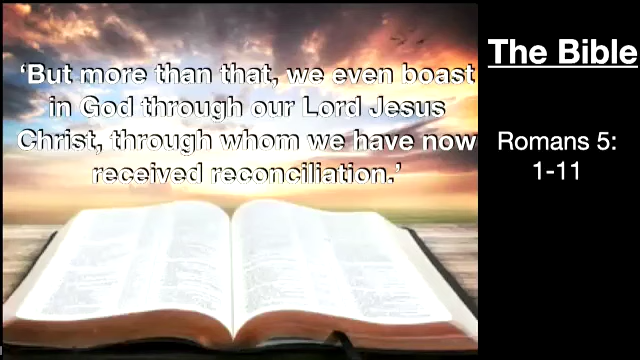 ‘But more than that, we even boast
in God through our Lord Jesus
Christ, through whom we have now
received reconciliation.’
The Bible
Romans 5:
1-11